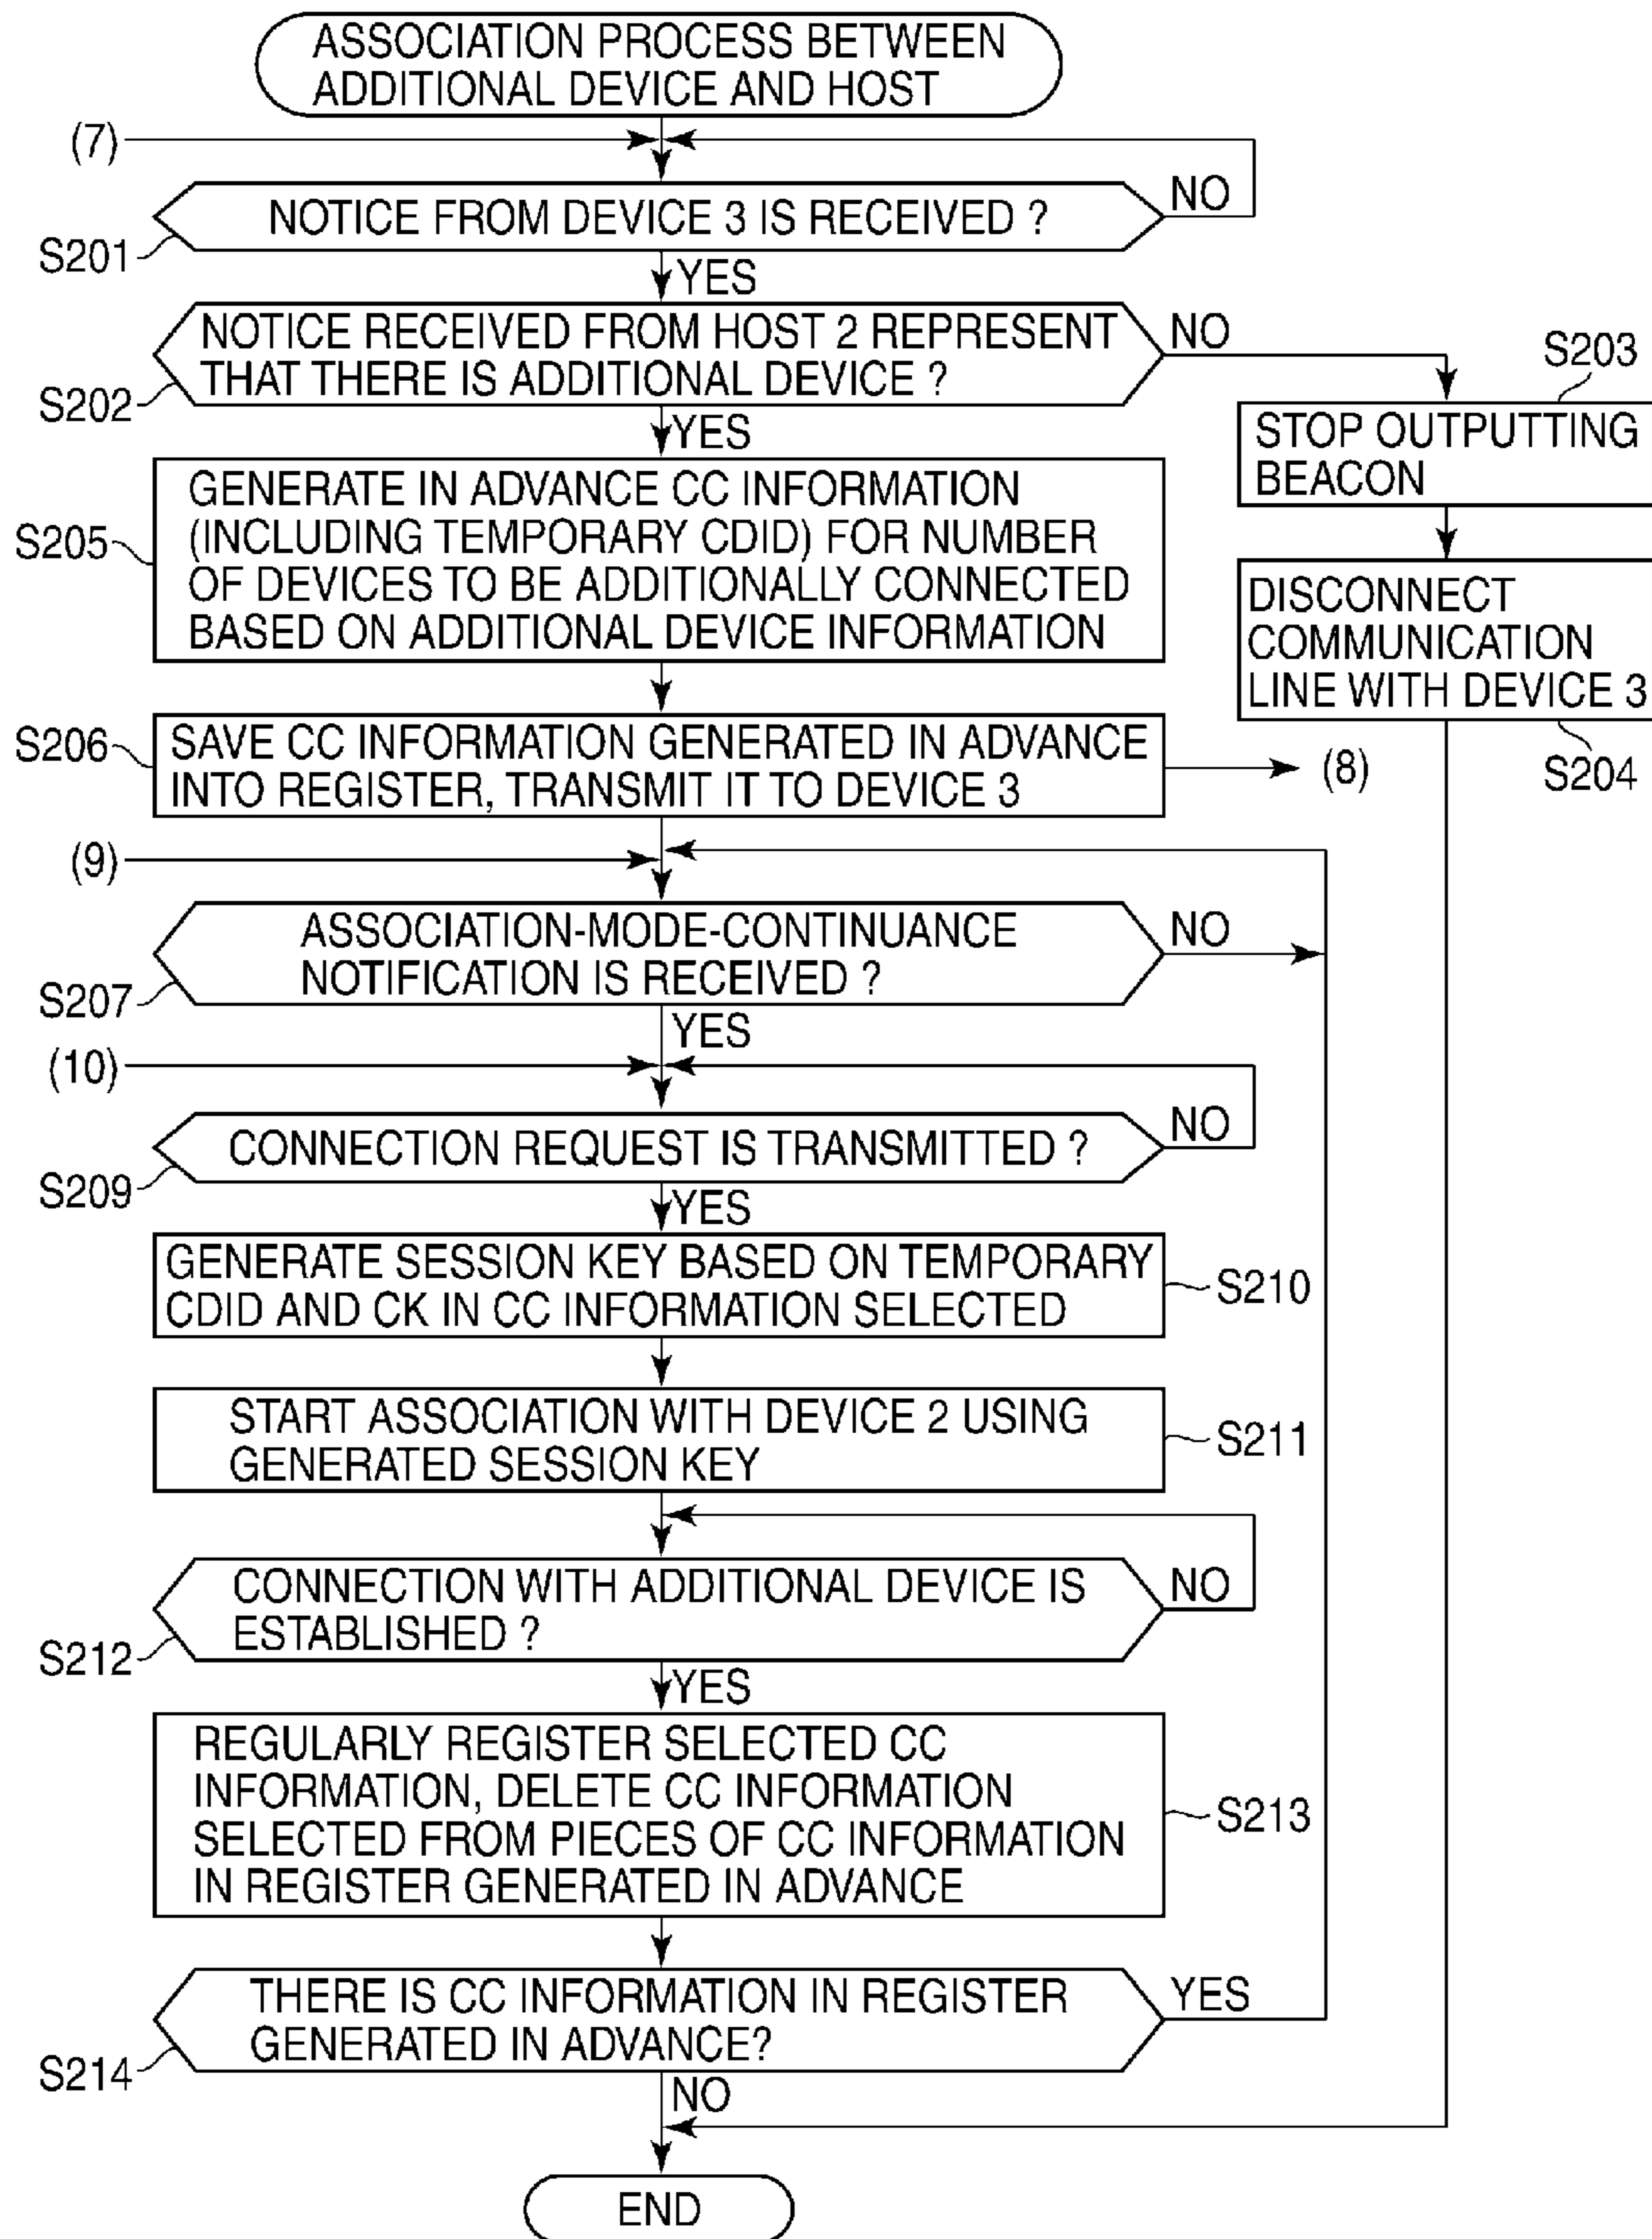 ASSOCIATION PROCESS BETWEEN
ADDITIONAL DEVICE AND HOST
(7)
NOTICE FROM DEVICE 3 IS RECEIVED ?
NO
S201
YES
NOTICE RECEIVED FROM HOST 2 REPRESENT
THAT THERE IS ADDITIONAL DEVICE ?
NO
S202
S203
STOP OUTPUTTING
BEACON
YES
GENERATE IN ADVANCE CC INFORMATION
(INCLUDING TEMPORARY CDID) FOR NUMBER
OF DEVICES TO BE ADDITIONALLY CONNECTED
BASED ON ADDITIONAL DEVICE INFORMATION
S205
DISCONNECT
COMMUNICATION
LINE WITH DEVICE 3
S204
S206
SAVE CC INFORMATION GENERATED IN ADVANCE
INTO REGISTER, TRANSMIT IT TO DEVICE 3
(8)
(9)
ASSOCIATION-MODE-CONTINUANCE
NOTIFICATION IS RECEIVED ?
NO
S207
YES
(10)
CONNECTION REQUEST IS TRANSMITTED ?
NO
S209
YES
GENERATE SESSION KEY BASED ON TEMPORARY
CDID AND CK IN CC INFORMATION SELECTED
S210
START ASSOCIATION WITH DEVICE 2 USING
GENERATED SESSION KEY
S211
CONNECTION WITH ADDITIONAL DEVICE IS
ESTABLISHED ?
NO
S212
YES
REGULARLY REGISTER SELECTED CC
INFORMATION, DELETE CC INFORMATION
SELECTED FROM PIECES OF CC INFORMATION
IN REGISTER GENERATED IN ADVANCE
S213
THERE IS CC INFORMATION IN REGISTER
GENERATED IN ADVANCE?
YES
S214
NO
END